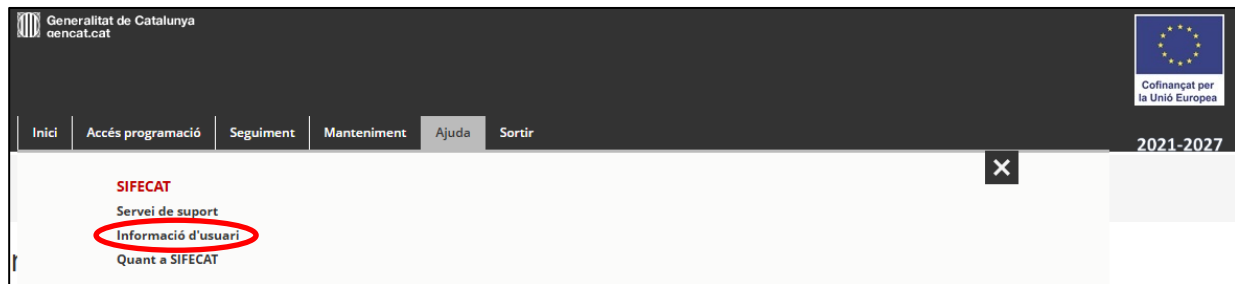 Generalitat de Catalunya
gencat.cat
Cofinançat per
la Unió Europea
Inici Accés programació Seguiment Manteniment Ajuda Sortir
2021-2027
SIFECAT
Servei de suport
Informació d'usuari
Quant a SIFECAT